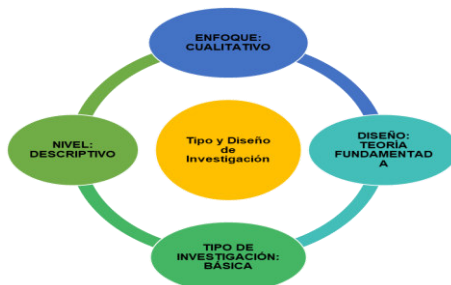 ENFOQUE:
CUALITATIVO
NIVEL:
DESCRIPTIVO
Tipo y Diseño
de
Investigación
DISEÑO:
TEORÍA
FUNDAMENTAD
A
TIPO DE
INVESTIGACIÓN:
BÁSICA